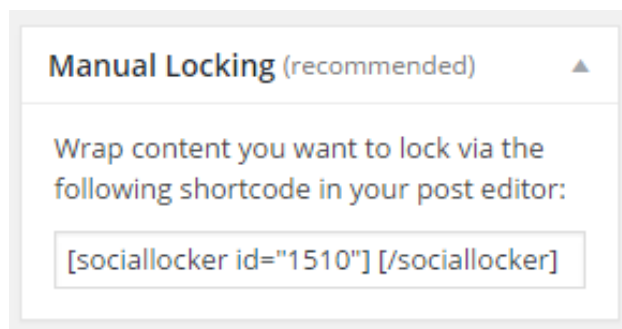 Manual Locking (recommended)
Wrap content you want to lock via the
following shortcode in your post editor:
[sociallocker id="1510"] [/sociallocker]